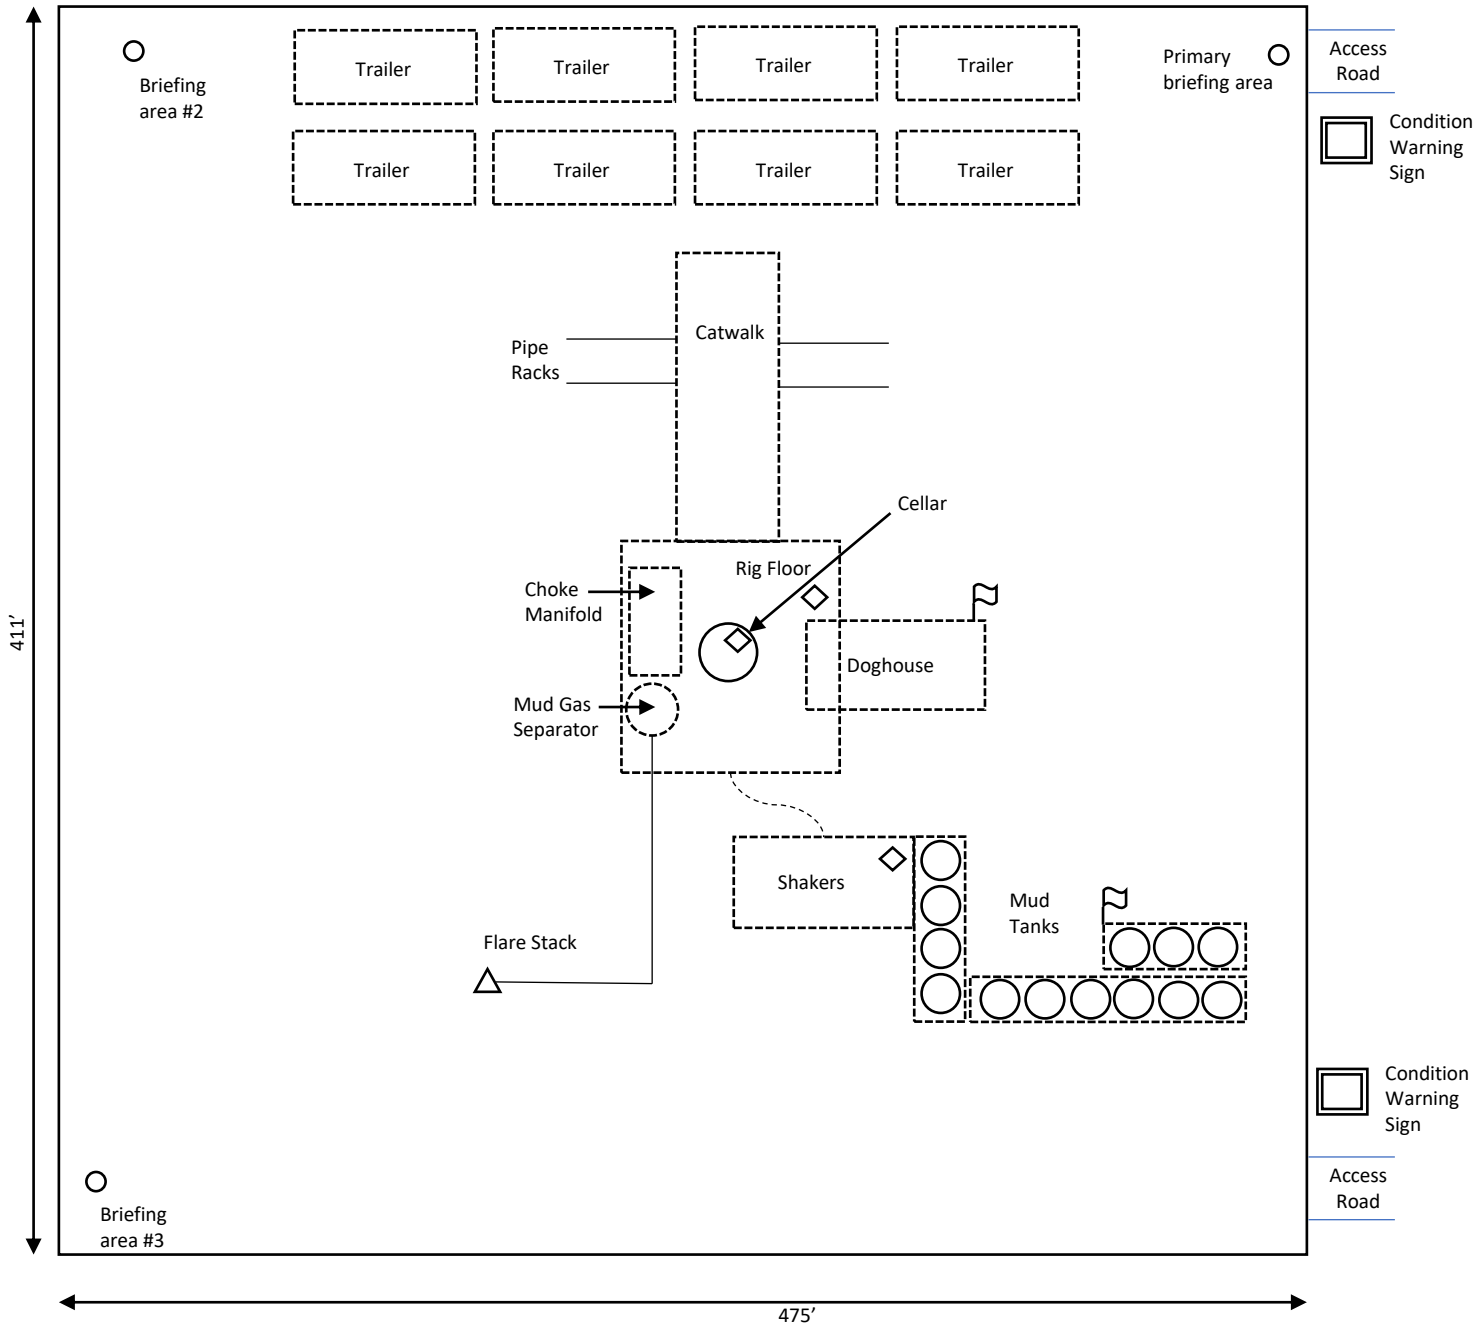 Briefing
area #2
Trailer
Trailer
Trailer
Trailer
Primary
briefing area
Access
Road
Condition
Warning
Sign
Trailer
Trailer
Trailer
Trailer
Catwalk
Pipe
Racks
Cellar
Rig Floor
Choke
Manifold
411’
Doghouse
Mud Gas
Separator
Shakers
Mud
Tanks
Flare Stack
Condition
Warning
Sign
Access
Road
Briefing
area #3
475’